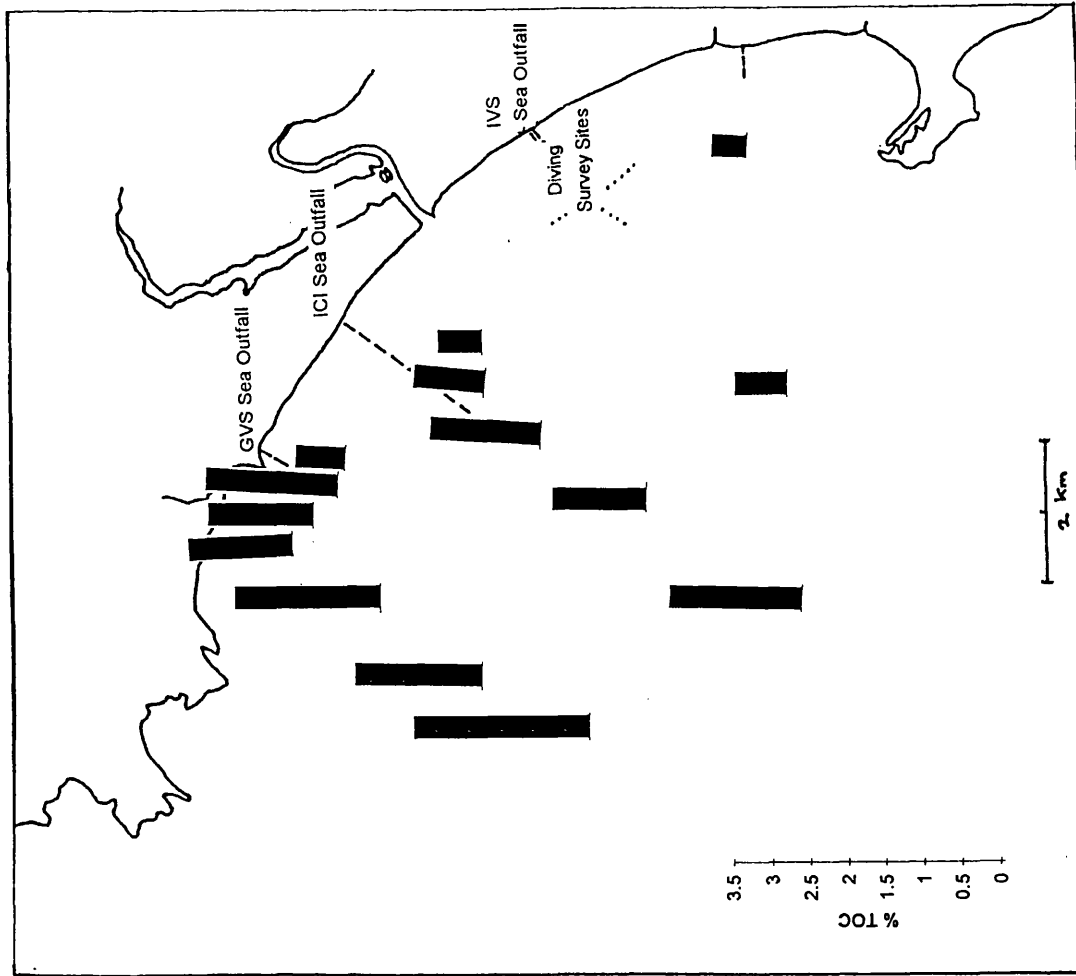 GVS Sea Outfall
ICI Sea Outfall
8
IVS
Sea Outfall
Diving
Survey Sites
% TOC
3.5
3
2.5
2
1.5
1
0.5
0
2 km